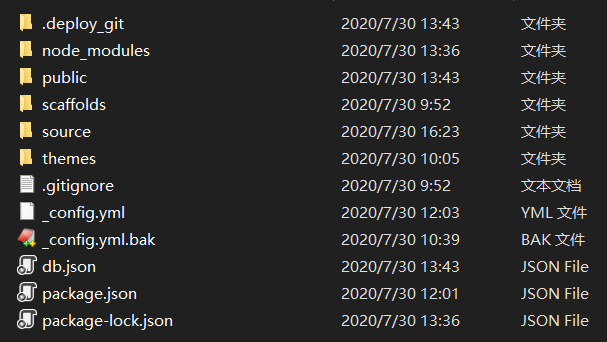 .deploy_git 2020/7/30 13:43 文件夹
node_modules 2020/7/30 13:36 文件夹
public 2020/7/30 13:43 文件夹
scaffolds 2020/7/30 9:52 文件夹
source 2020/7/30 16:23 文件夹
themes 2020/7/30 10:05 文件夹
.gitignore 2020/7/30 9:52 文本文档
_config.yml 2020/7/30 12:03 YML 文件
_config.yml.bak 2020/7/30 10:39 BAK 文件
db.json 2020/7/30 13:43 JSON File
package.json 2020/7/30 12:01 JSON File
package-lock.json 2020/7/30 13:36 JSON File